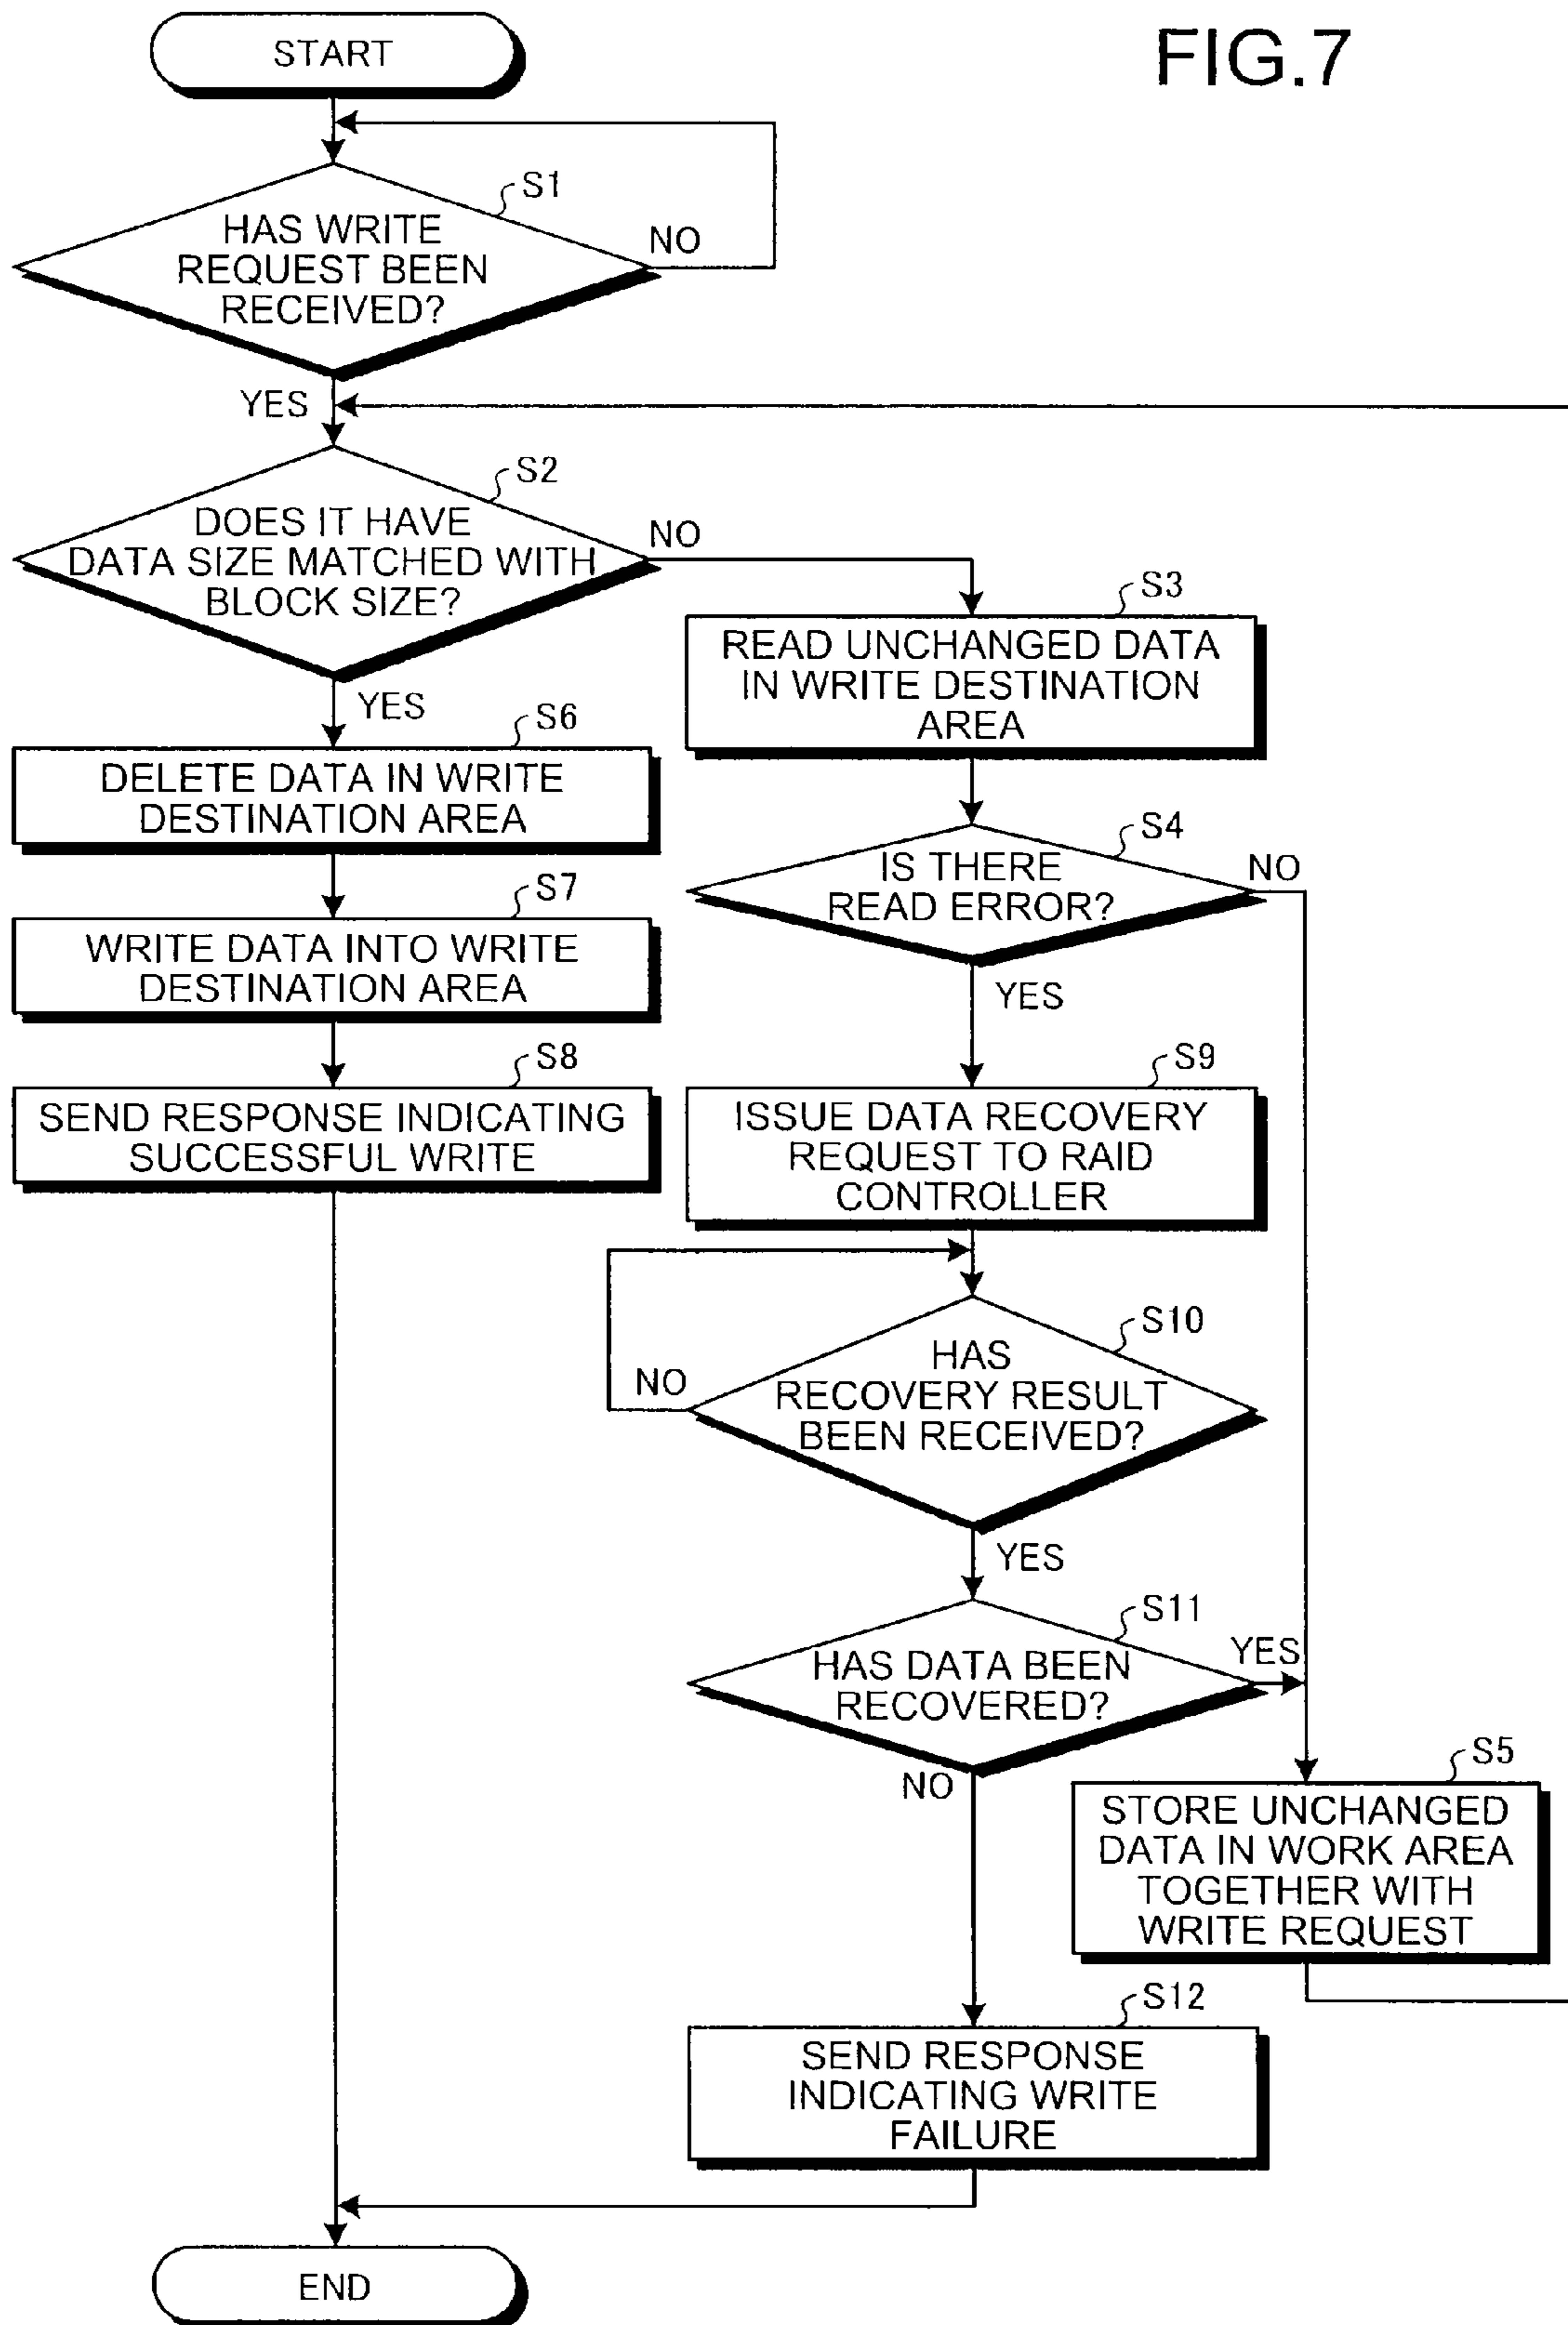 FIG.7
START
S1
HAS WRITE
REQUEST BEEN
RECEIVED?
NO
YES
S2
DOES IT HAVE
DATA SIZE MATCHED WITH
BLOCK SIZE?
NO
YES
S3
READ UNCHANGED DATA
IN WRITE DESTINATION
AREA
S6
DELETE DATA IN WRITE
DESTINATION AREA
S4
IS THERE
READ ERROR?
NO
YES
S7
WRITE DATA INTO WRITE
DESTINATION AREA
S8
SEND RESPONSE INDICATING
SUCCESSFUL WRITE
S9
ISSUE DATA RECOVERY
REQUEST TO RAID
CONTROLLER
S10
HAS
RECOVERY RESULT
BEEN RECEIVED?
NO
YES
S11
HAS DATA BEEN
RECOVERED?
YES
NO
S5
STORE UNCHANGED
DATA IN WORK AREA
TOGETHER WITH
WRITE REQUEST
S12
SEND RESPONSE
INDICATING WRITE
FAILURE
END